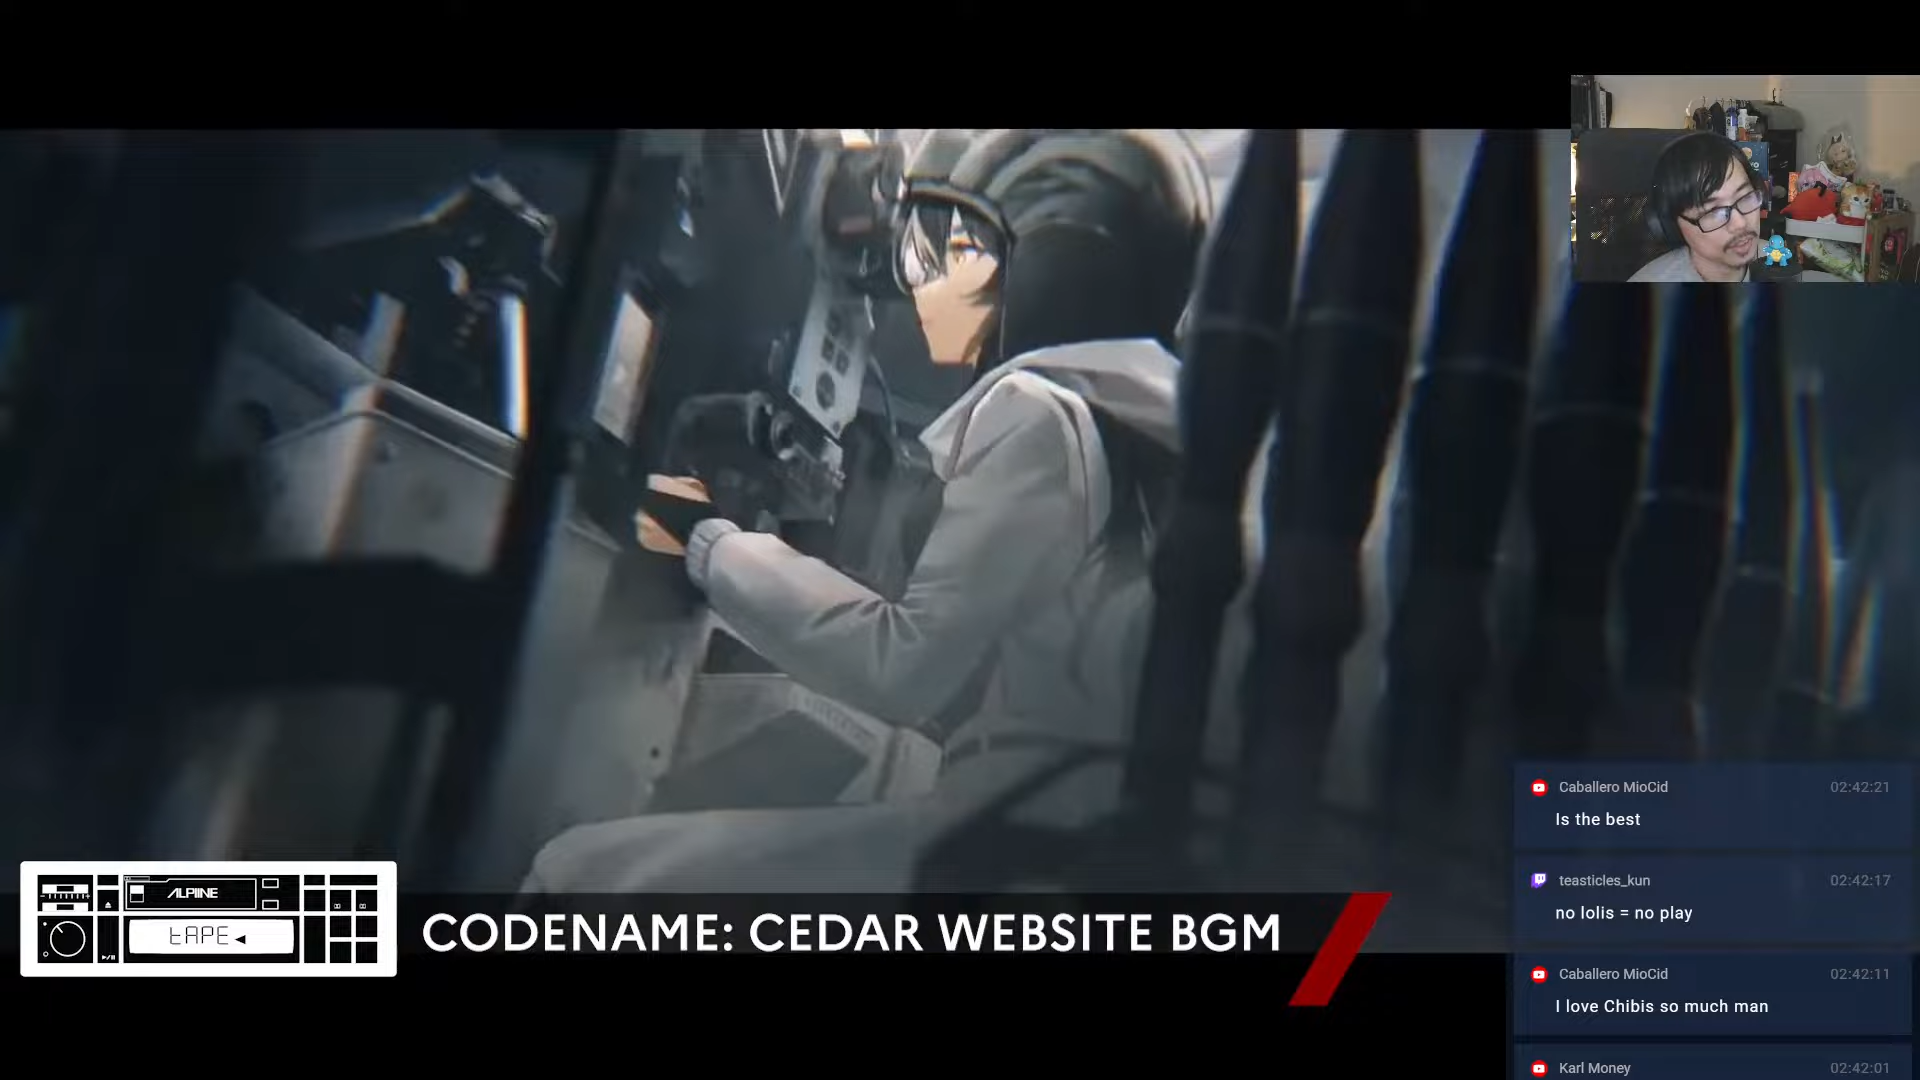 ALPIINE
tAPE
CODENAME: CEDAR WEBSITE BGM
Caballero MioCid 02:42:21
Is the best
teasticles_kun 02:42:17
no lolis = no play
Caballero MioCid 02:42:11
I love Chibis so much man
Karl Money 02:42:01